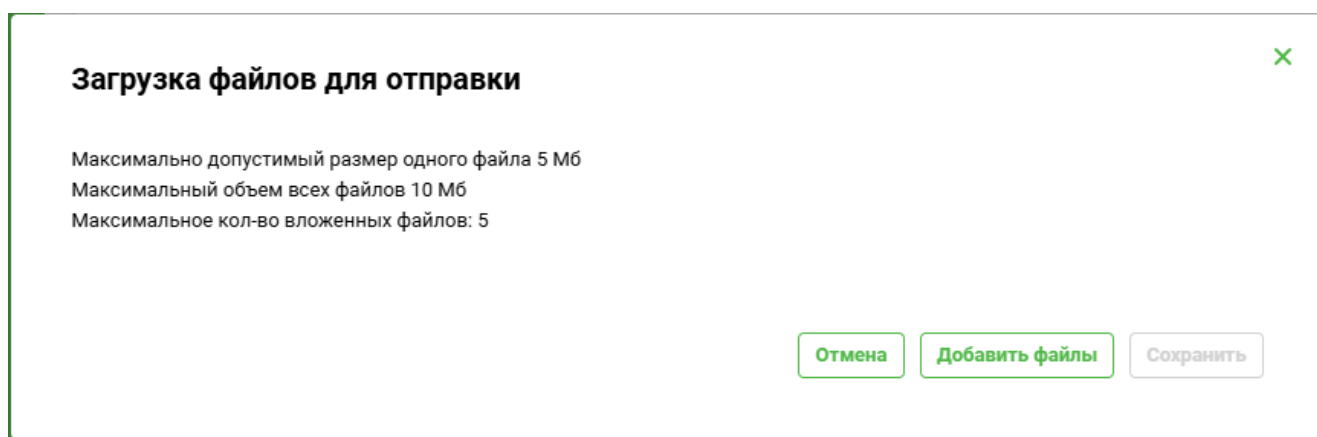 Загрузка файлов для отправки
Максимально допустимый размер одного файла 5 Мб
Максимальный объем всех файлов 10 Мб
Максимальное кол-во вложенных файлов: 5
Отмена Добавить файлы Сохранить